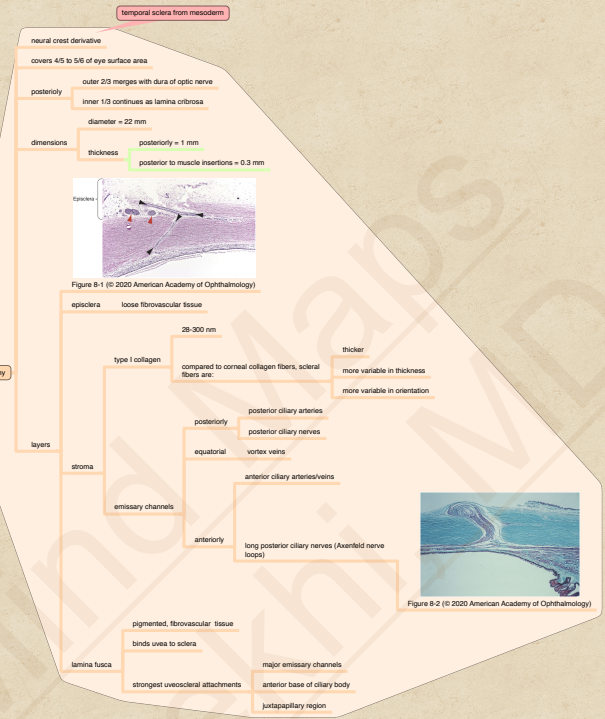 temporal sclera from mesoderm
neural crest derivative
covers 4/5 to 5/6 of eye surface area
posterioly
outer 2/3 merges with dura of optic nerve
inner 1/3 continues as lamina cribrosa
dimensions
diameter = 22 mm
thickness
posteriorly = 1 mm
posterior to muscle insertions = 0.3 mm
Episclera
S
Figure 8-1 (© 2020 American Academy of Ophthalmology)
layers
episclera
loose fibrovascular tissue
stroma
type I collagen
28-300 nm
compared to corneal collagen fibers, scleral
fibers are:
thicker
more variable in thickness
more variable in orientation
emissary channels
posteriorly
posterior ciliary arteries
posterior ciliary nerves
equatorial
vortex veins
anteriorly
anterior ciliary arteries/veins
long posterior ciliary nerves (Axenfeld nerve
loops)
Figure 8-2 (© 2020 American Academy of Ophthalmology)
lamina fusca
pigmented, fibrovascular tissue
binds uvea to sclera
strongest uveoscleral attachments
major emissary channels
anterior base of ciliary body
juxtapapillary region
Maps